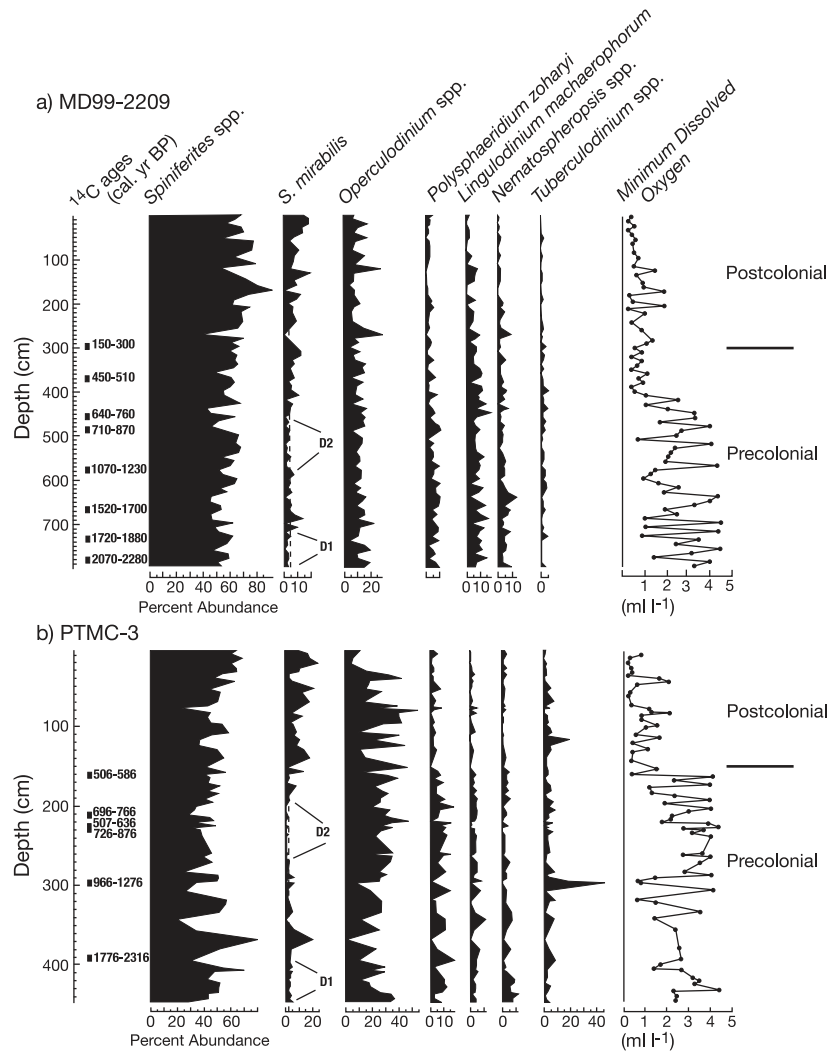 a) MD99-2209
14C ages
(cal. yr BP)
Spiniferites spp.
S. mirabilis
Operculodinium spp.
Polysphaeridium zoharyi
Lingulodinium machaerophorum
Nematospheropsis spp.
Tuberculodinium spp.
Minimum Dissolved
Oxygen
Depth (cm)
100
200
300
400
500
600
700
150-300
450-510
640-760
710-870
1070-1230
1520-1700
1720-1880
2070-2280
D2
D1
Postcolonial
Precolonial
0 20 40 60 80
0 10 20
0 20
0 10
0 10
0 10
0
1 2 3 4 5
Percent Abundance
(ml l-1)
b) PTMC-3
Depth (cm)
100
200
300
400
506-586
696-766
507-636
726-876
966-1276
1776-2316
D2
D1
Postcolonial
Precolonial
0 20 40 60 80
0 20
0 20 40
0 10
0
0
0 20 40
0 1 2 3 4 5
Percent Abundance
(ml l-1)